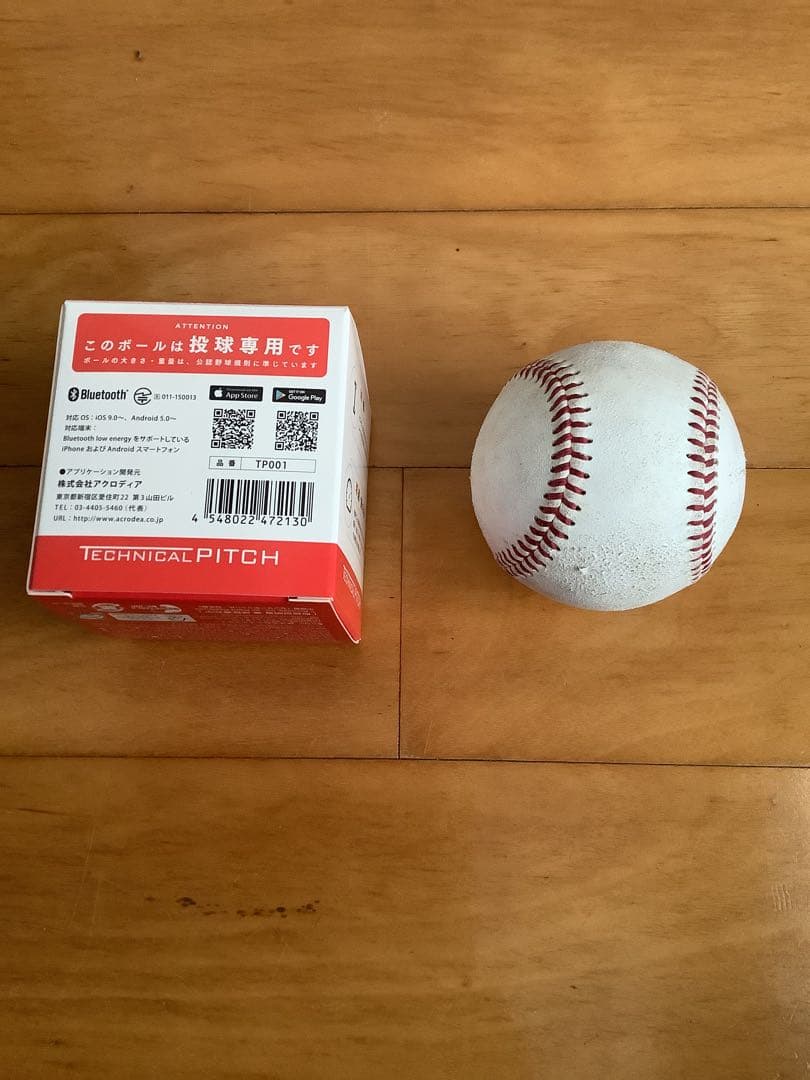 ATTENTION
このボールは投球専用です
ボールの大きさ・重量は、公認野球規則に準じています
Bluetooth® R 011-150013
Download on the App Store
GET IT ON Google Play
対応OS：iOS 9.0〜、Android 5.0〜
対応端末：
Bluetooth low energy をサポートしている
iPhone および Android スマートフォン
品 番 TP001
●アプリケーション開発元
株式会社アクロディア
東京都新宿区愛住町22 第3山田ビル
TEL：03-4405-5460（代表）
URL：http://www.acrodea.co.jp
4 548022 472130
TECHNICALPITCH